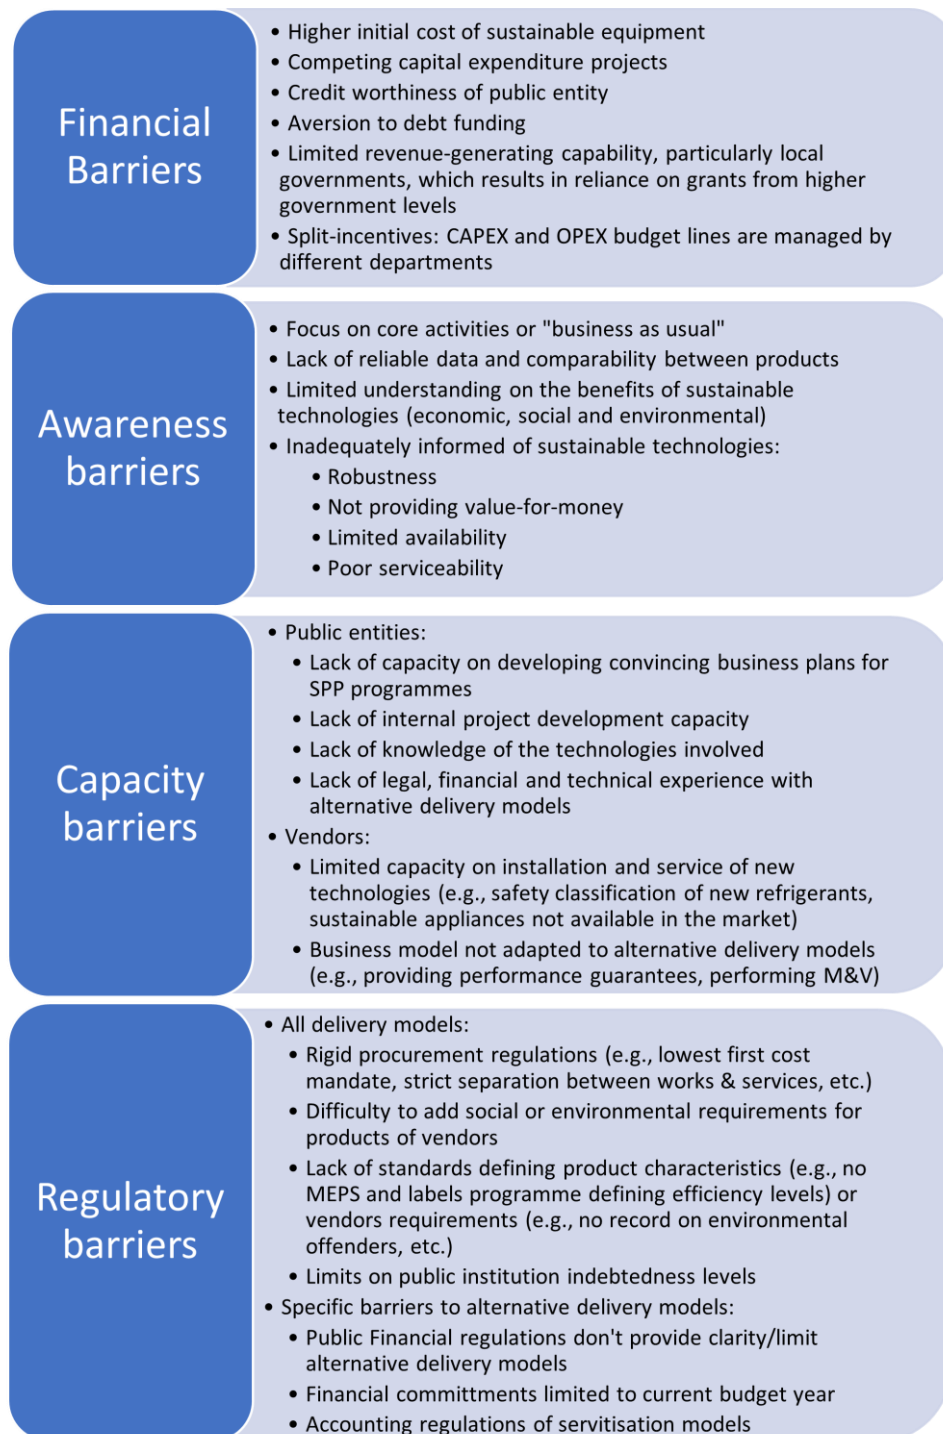 Financial
Barriers
• Higher initial cost of sustainable equipment
• Competing capital expenditure projects
• Credit worthiness of public entity
• Aversion to debt funding
• Limited revenue-generating capability, particularly local
governments, which results in reliance on grants from higher
government levels
• Split-incentives: CAPEX and OPEX budget lines are managed by
different departments
Awareness
barriers
• Focus on core activities or "business as usual"
• Lack of reliable data and comparability between products
• Limited understanding on the benefits of sustainable
technologies (economic, social and environmental)
• Inadequately informed of sustainable technologies:
• Robustness
• Not providing value-for-money
• Limited availability
• Poor serviceability
Capacity
barriers
• Public entities:
• Lack of capacity on developing convincing business plans for
SPP programmes
• Lack of internal project development capacity
• Lack of knowledge of the technologies involved
• Lack of legal, financial and technical experience with
alternative delivery models
• Vendors:
• Limited capacity on installation and service of new
technologies (e.g., safety classification of new refrigerants,
sustainable appliances not available in the market)
• Business model not adapted to alternative delivery models
(e.g., providing performance guarantees, performing M&V)
Regulatory
barriers
• All delivery models:
• Rigid procurement regulations (e.g., lowest first cost
mandate, strict separation between works & services, etc.)
• Difficulty to add social or environmental requirements for
products of vendors
• Lack of standards defining product characteristics (e.g., no
MEPS and labels programme defining efficiency levels) or
vendors requirements (e.g., no record on environmental
offenders, etc.)
• Limits on public institution indebtedness levels
• Specific barriers to alternative delivery models:
• Public Financial regulations don't provide clarity/limit
alternative delivery models
• Financial committments limited to current budget year
• Accounting regulations of servitisation models